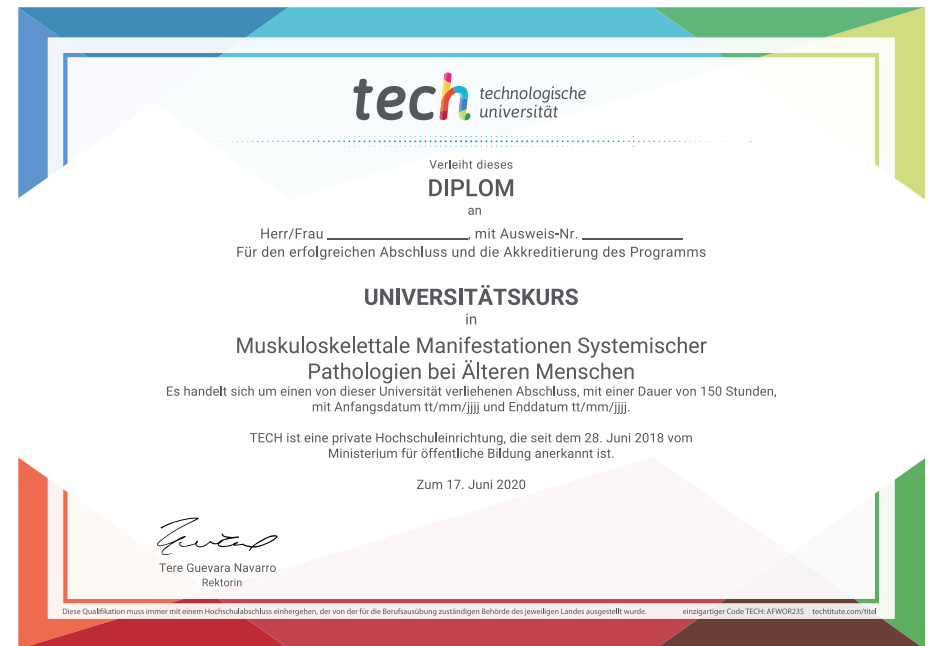 tech technologische
universität
Verleiht dieses
DIPLOM
an
Herr/Frau ____________________, mit Ausweis-Nr. ______________
Für den erfolgreichen Abschluss und die Akkreditierung des Programms
UNIVERSITÄTSKURS
in
Muskuloskelettale Manifestationen Systemischer
Pathologien bei Älteren Menschen
Es handelt sich um einen von dieser Universität verliehenen Abschluss, mit einer Dauer von 150 Stunden,
mit Anfangsdatum tt/mm/jjjj und Enddatum tt/mm/jjjj.
TECH ist eine private Hochschuleinrichtung, die seit dem 28. Juni 2018 vom
Ministerium für öffentliche Bildung anerkannt ist.
Zum 17. Juni 2020
Tere Guevara Navarro
Rektorin
Diese Qualifikation muss immer mit einem Hochschulabschluss einhergehen, der von der für die Berufsausübung zuständigen Behörde des jeweiligen Landes ausgestellt wurde. einzigartiger Code TECH: AFWOR23S techtitute.com/titel